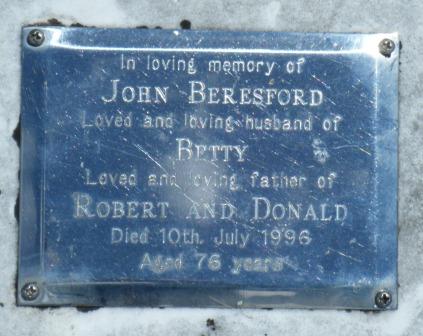 In loving memory of
JOHN BERESFORD
Loved and loving husband of
BETTY
Loved and loving father of
ROBERT AND DONALD
Died 10th. July 1996
Aged 76 years